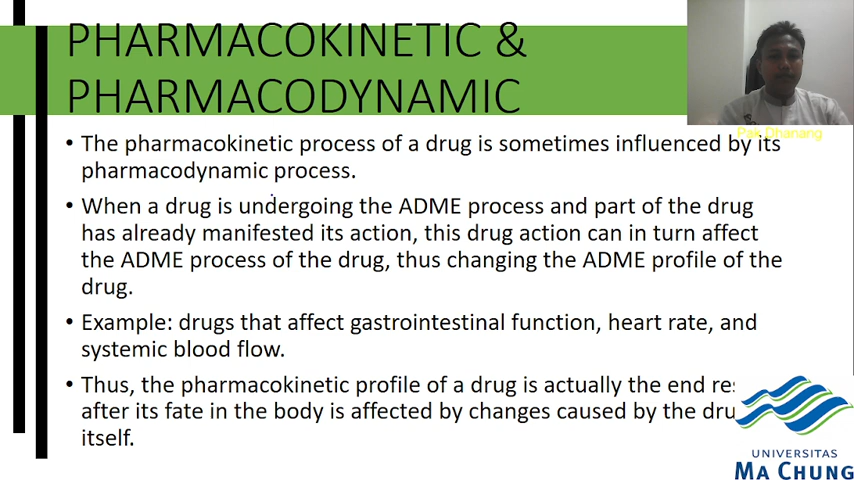 PHARMACOKINETIC &
PHARMACODYNAMIC
Pak Dhanang
• The pharmacokinetic process of a drug is sometimes influenced by its
pharmacodynamic process.
• When a drug is undergoing the ADME process and part of the drug
has already manifested its action, this drug action can in turn affect
the ADME process of the drug, thus changing the ADME profile of the
drug.
• Example: drugs that affect gastrointestinal function, heart rate, and
systemic blood flow.
• Thus, the pharmacokinetic profile of a drug is actually the end
after its fate in the body is affected by changes caused by the
itself.
UNIVERSITAS
MA CHUNG